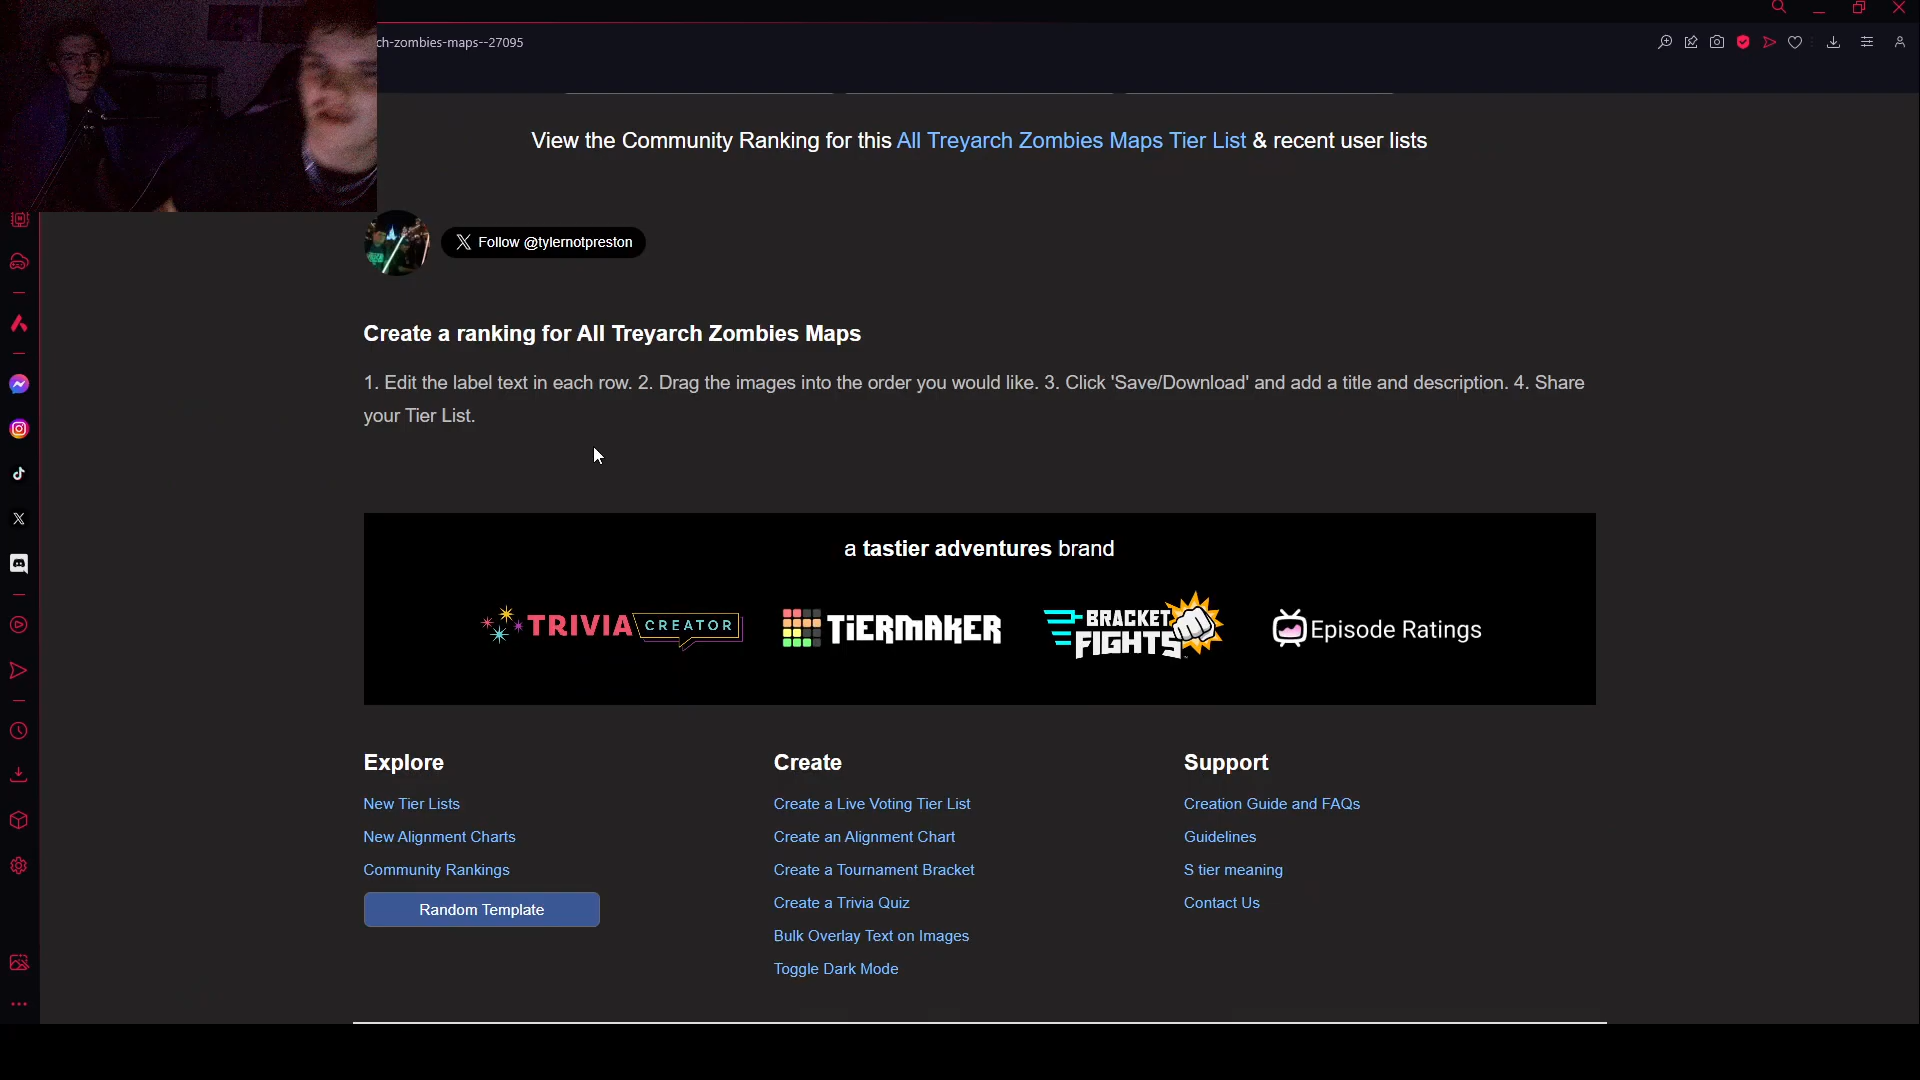 ch-zombies-maps--27095
View the Community Ranking for this All Treyarch Zombies Maps Tier List & recent user lists
Follow @tylernotpreston
Create a ranking for All Treyarch Zombies Maps
1. Edit the label text in each row. 2. Drag the images into the order you would like. 3. Click 'Save/Download' and add a title and description. 4. Share
your Tier List.
a tastier adventures brand
TRIVIA CREATOR
TiERMAKER
BRACKET
FIGHTS
Episode Ratings
Explore
New Tier Lists
New Alignment Charts
Community Rankings
Random Template
Create
Create a Live Voting Tier List
Create an Alignment Chart
Create a Tournament Bracket
Create a Trivia Quiz
Bulk Overlay Text on Images
Toggle Dark Mode
Support
Creation Guide and FAQs
Guidelines
S tier meaning
Contact Us